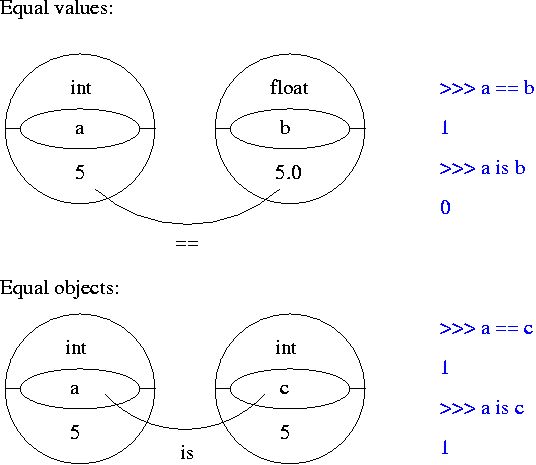 Equal values:
int
float
>>> a == b
a
b
1
5
5.0
>>> a is b
0
==
Equal objects:
int
int
>>> a == c
1
a
c
>>> a is c
5
5
1
is